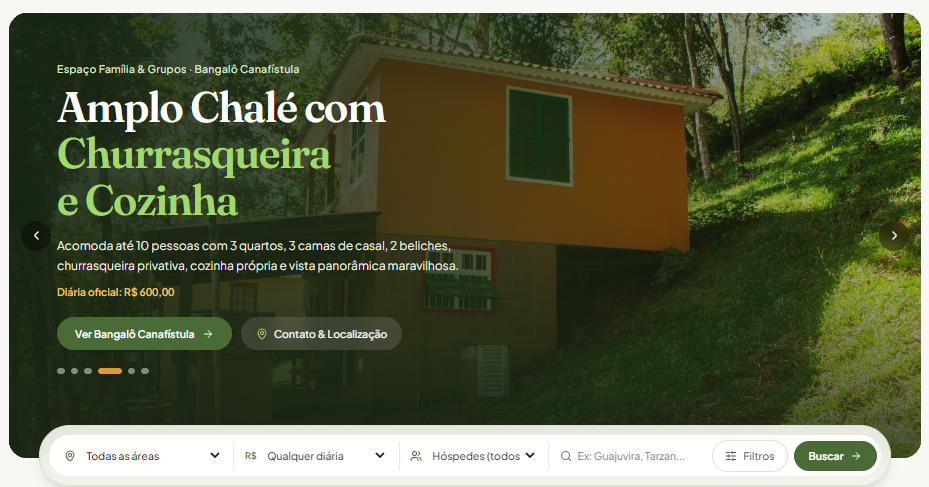 Espaço Família & Grupos · Bangalô Canafístula
Amplo Chalé com
Churrasqueira
e Cozinha
Acomoda até 10 pessoas com 3 quartos, 3 camas de casal, 2 beliches,
churrasqueira privativa, cozinha própria e vista panorâmica maravilhosa.
Diária oficial: R$ 600,00
Ver Bangalô Canafístula → Contato & Localização
Todas as áreas R$ Qualquer diária Hóspedes (todos Ex: Guajuvira, Tarzan... Filtros Buscar →